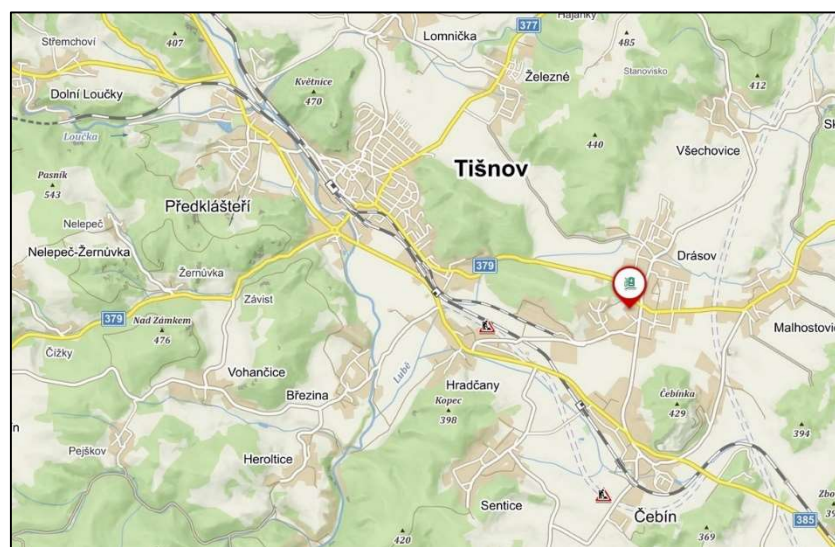 377
Hajánky
407
Lomnička
485
Střemchoví
Květnice
470
Železné
Stanovisko
412
Dolní Loučky
Loučka
440
Všechovice
Tišnov
Pasník
543
Předklášteří
Nelepeč
Nelepeč-Žernůvka
Drásov
379
Žernůvka
Závist
379
Nad Zámkem
476
Malhostovic
Čížky
Vohančice
Lubě
Hradčany
Březina
Kopec
398
Čebínka
429
394
Pejškov
Heroltice
Sentice
Čebín
385
420
369